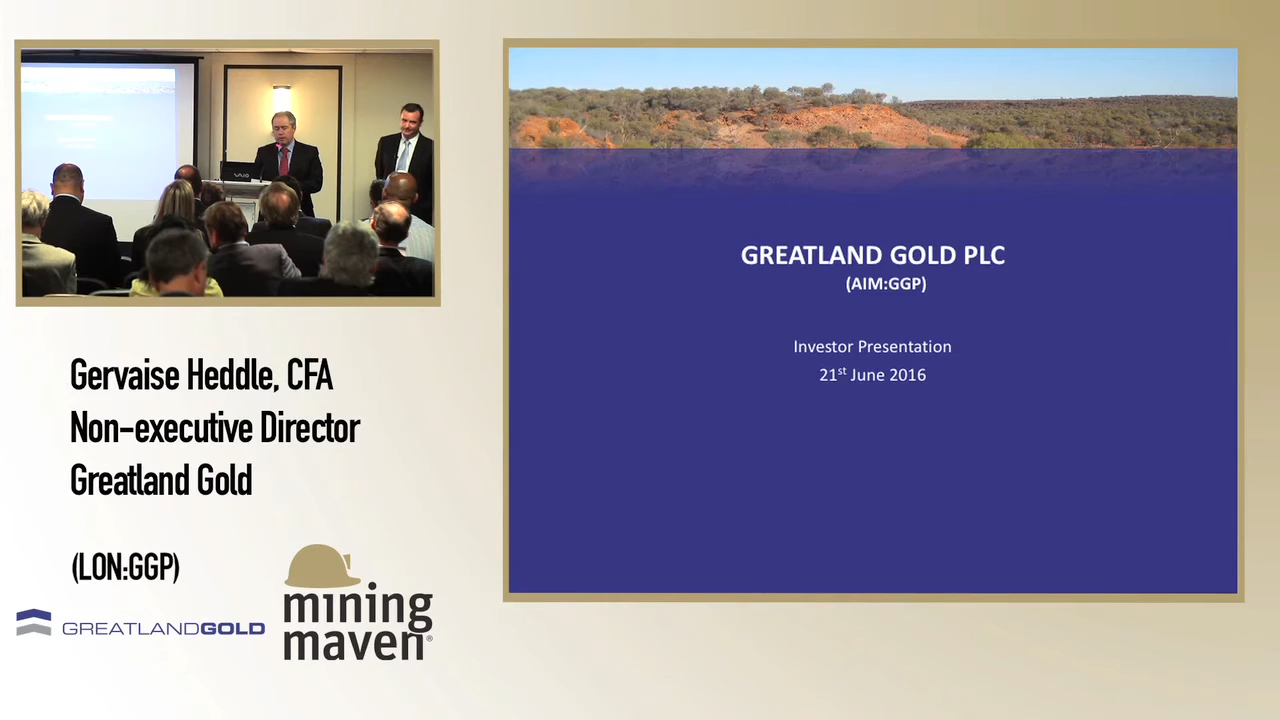 VAIO
Gervaise Heddle, CFA
Non-executive Director
Greatland Gold
(LON:GGP)
GREATLANDGOLD
mining
maven®
GREATLAND GOLD PLC
(AIM:GGP)
Investor Presentation
21st June 2016